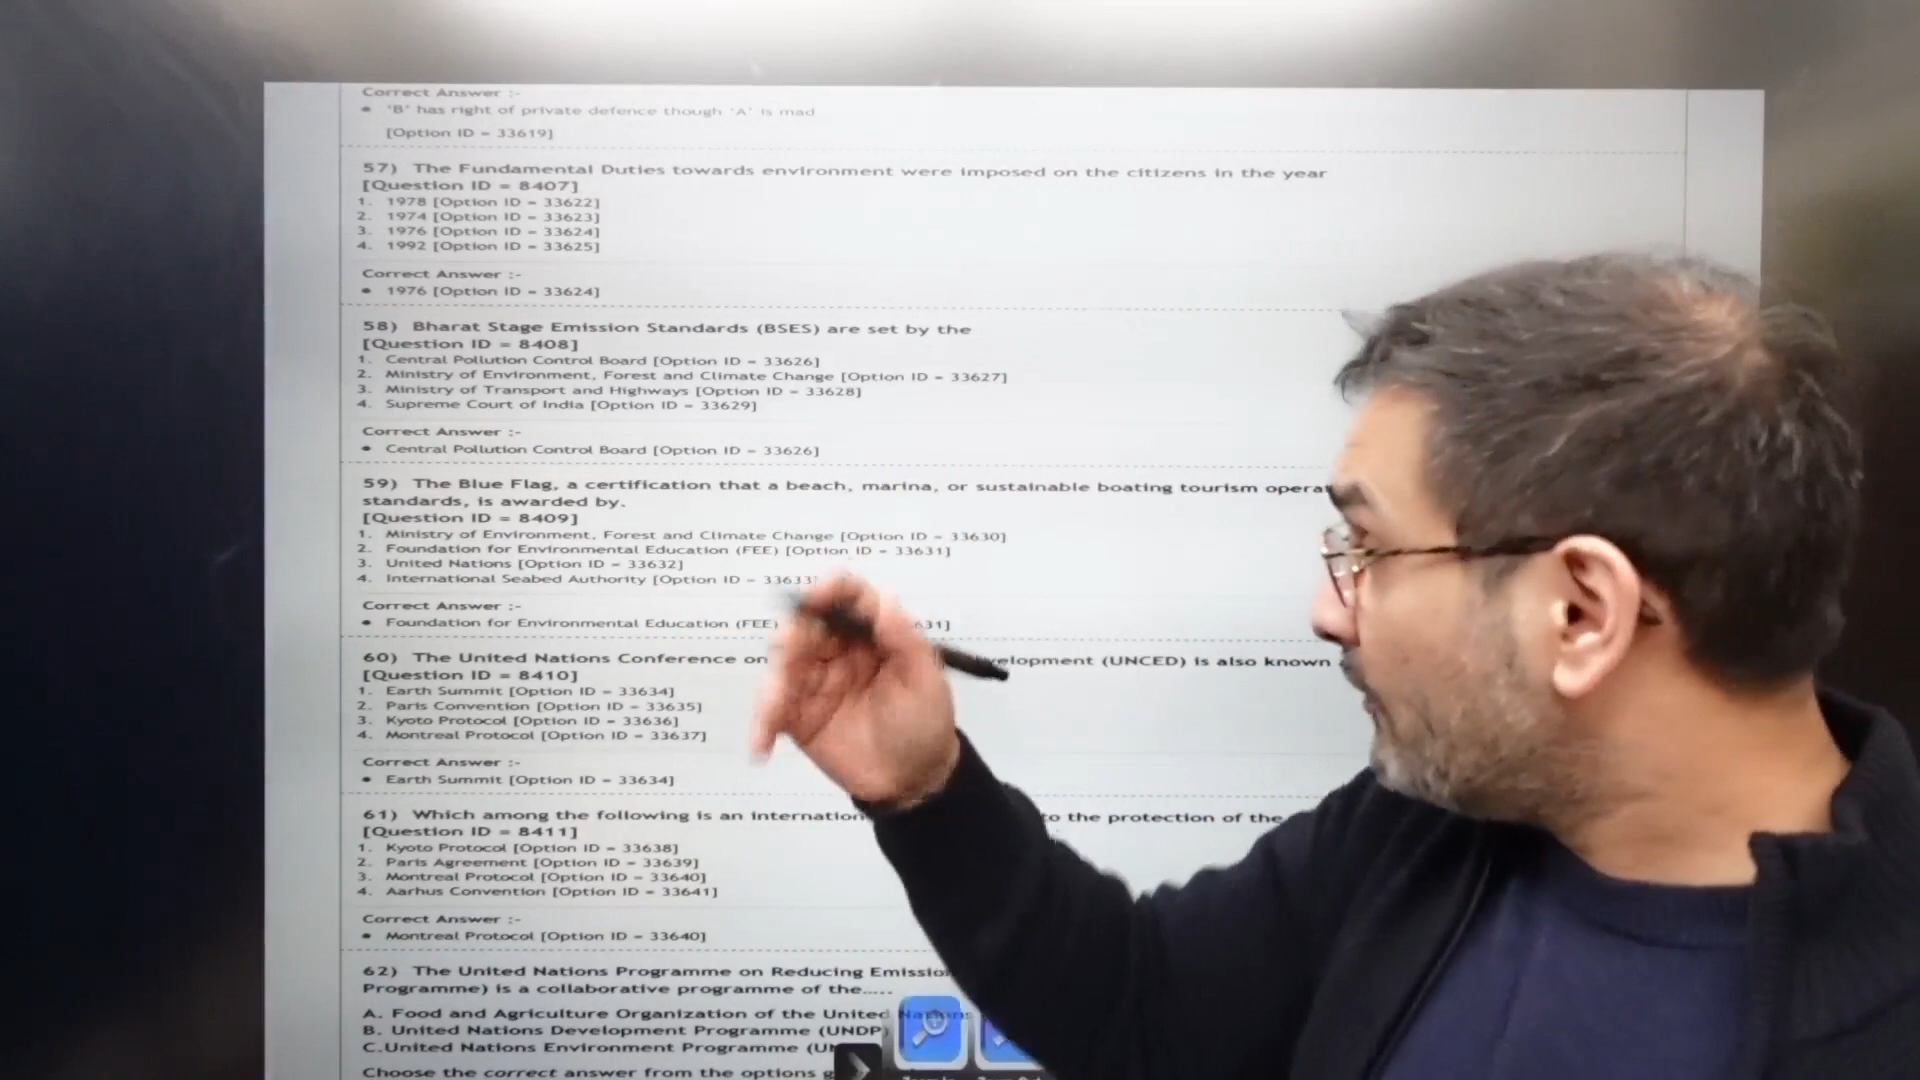 Correct Answer :-
• 'B' has right of private defence though 'A' is mad
[Option ID = 33619]
57) The Fundamental Duties towards environment were imposed on the citizens in the year
[Question ID = 8407]
1. 1978 [Option ID = 33622]
2. 1974 [Option ID = 33623]
3. 1976 [Option ID = 33624]
4. 1992 [Option ID = 33625]
Correct Answer :-
• 1976 [Option ID = 33624]
58) Bharat Stage Emission Standards (BSES) are set by the
[Question ID = 8408]
1. Central Pollution Control Board [Option ID = 33626]
2. Ministry of Environment, Forest and Climate Change [Option ID = 33627]
3. Ministry of Transport and Highways [Option ID = 33628]
4. Supreme Court of India [Option ID = 33629]
Correct Answer :-
• Central Pollution Control Board [Option ID = 33626]
59) The Blue Flag, a certification that a beach, marina, or sustainable boating tourism
standards, is awarded by.
[Question ID = 8409]
1. Ministry of Environment, Forest and Climate Change [Option ID = 33630]
2. Foundation for Environmental Education (FEE) [Option ID = 33631]
3. United Nations [Option ID = 33632]
4. International Seabed Authority [Option ID = 33633]
Correct Answer :-
• Foundation for Environmental Education (FEE) 631]
60) The United Nations Conference on (UNCED) is also known
[Question ID = 8410]
1. Earth Summit [Option ID = 33634]
2. Paris Convention [Option ID = 33635]
3. Kyoto Protocol [Option ID = 33636]
4. Montreal Protocol [Option ID = 33637]
Correct Answer :-
• Earth Summit [Option ID = 33634]
61) Which among the following is an to the protection of the
[Question ID = 8411]
1. Kyoto Protocol [Option ID = 33638]
2. Paris Agreement [Option ID = 33639]
3. Montreal Protocol [Option ID = 33640]
4. Aarhus Convention [Option ID = 33641]
Correct Answer :-
• Montreal Protocol [Option ID = 33640]
62) The United Nations Programme on Reducing
Programme) is a collaborative programme of the.....
A. Food and Agriculture Organization of the United Nations
B. United Nations Development Programme (UNDP)
C.United Nations Environment Programme
Choose the correct answer from the options